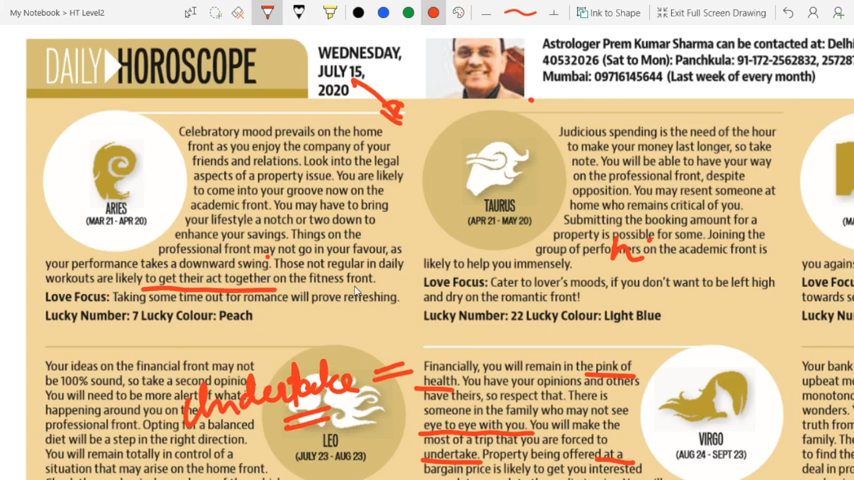 My Notebook > HT Level2
Ink to Shape
Exit Full Screen Drawing
DAILY HOROSCOPE
WEDNESDAY,
JULY 15,
2020
Astrologer Prem Kumar Sharma can be contacted at: Delhi
40532026 (Sat to Mon): Panchkula: 91-172-2562832, 257287
Mumbai: 09716145644 (Last week of every month)
ARIES
(MAR 21 - APR 20)
Celebratory mood prevails on the home
front as you enjoy the company of your
friends and relations. Look into the legal
aspects of a property issue. You are likely
to come into your groove now on the
academic front. You may have to bring
your lifestyle a notch or two down to
enhance your savings. Things on the
professional front may not go in your favour, as
your performance takes a downward swing. Those not regular in daily
workouts are likely to get their act together on the fitness front.
Love Focus: Taking some time out for romance will prove refreshing.
Lucky Number: 7 Lucky Colour: Peach
TAURUS
(APR 21 - MAY 20)
Judicious spending is the need of the hour
to make your money last longer, so take
note. You will be able to have your way
on the professional front, despite
opposition. You may resent someone at
home who remains critical of you.
Submitting the booking amount for a
property is possible for some. Joining the
group of performers on the academic front is
likely to help you immensely.
Love Focus: Cater to lover's moods, if you don't want to be left high
and dry on the romantic front!
Lucky Number: 22 Lucky Colour: Light Blue
(MA
you agains
Love Focu
towards se
Lucky Nu
Your ideas on the financial front may not
be 100% sound, so take a second opinion.
You will need to be more alert of what
happening around you on the
professional front. Opting for a balanced
diet will be a step in the right direction.
You will remain totally in control of a
situation that may arise on the home front.
undertake
LEO
(JULY 23 - AUG 23)
Financially, you will remain in the pink of
health. You have your opinions and others
have theirs, so respect that. There is
someone in the family who may not see
eye to eye with you. You will make the
most of a trip that you are forced to
undertake. Property being offered at a
bargain price is likely to get you interested
VIRGO
(AUG 24 - SEPT 23)
Your bank
upbeat mo
monotono
wonders. Y
truth from
family. The
to find the
deal in pro